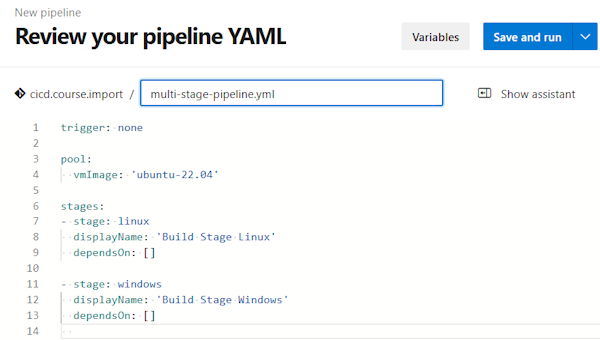 New pipeline
Review your pipeline YAML
Variables
Save and run
cicd.course.import / multi-stage-pipeline.yml
Show assistant
1 trigger: none
2
3 pool:
4   vmImage: 'ubuntu-22.04'
5
6 stages:
7 - stage: linux
8   displayName: 'Build Stage Linux'
9   dependsOn: []
10
11 - stage: windows
12   displayName: 'Build Stage Windows'
13   dependsOn: []
14